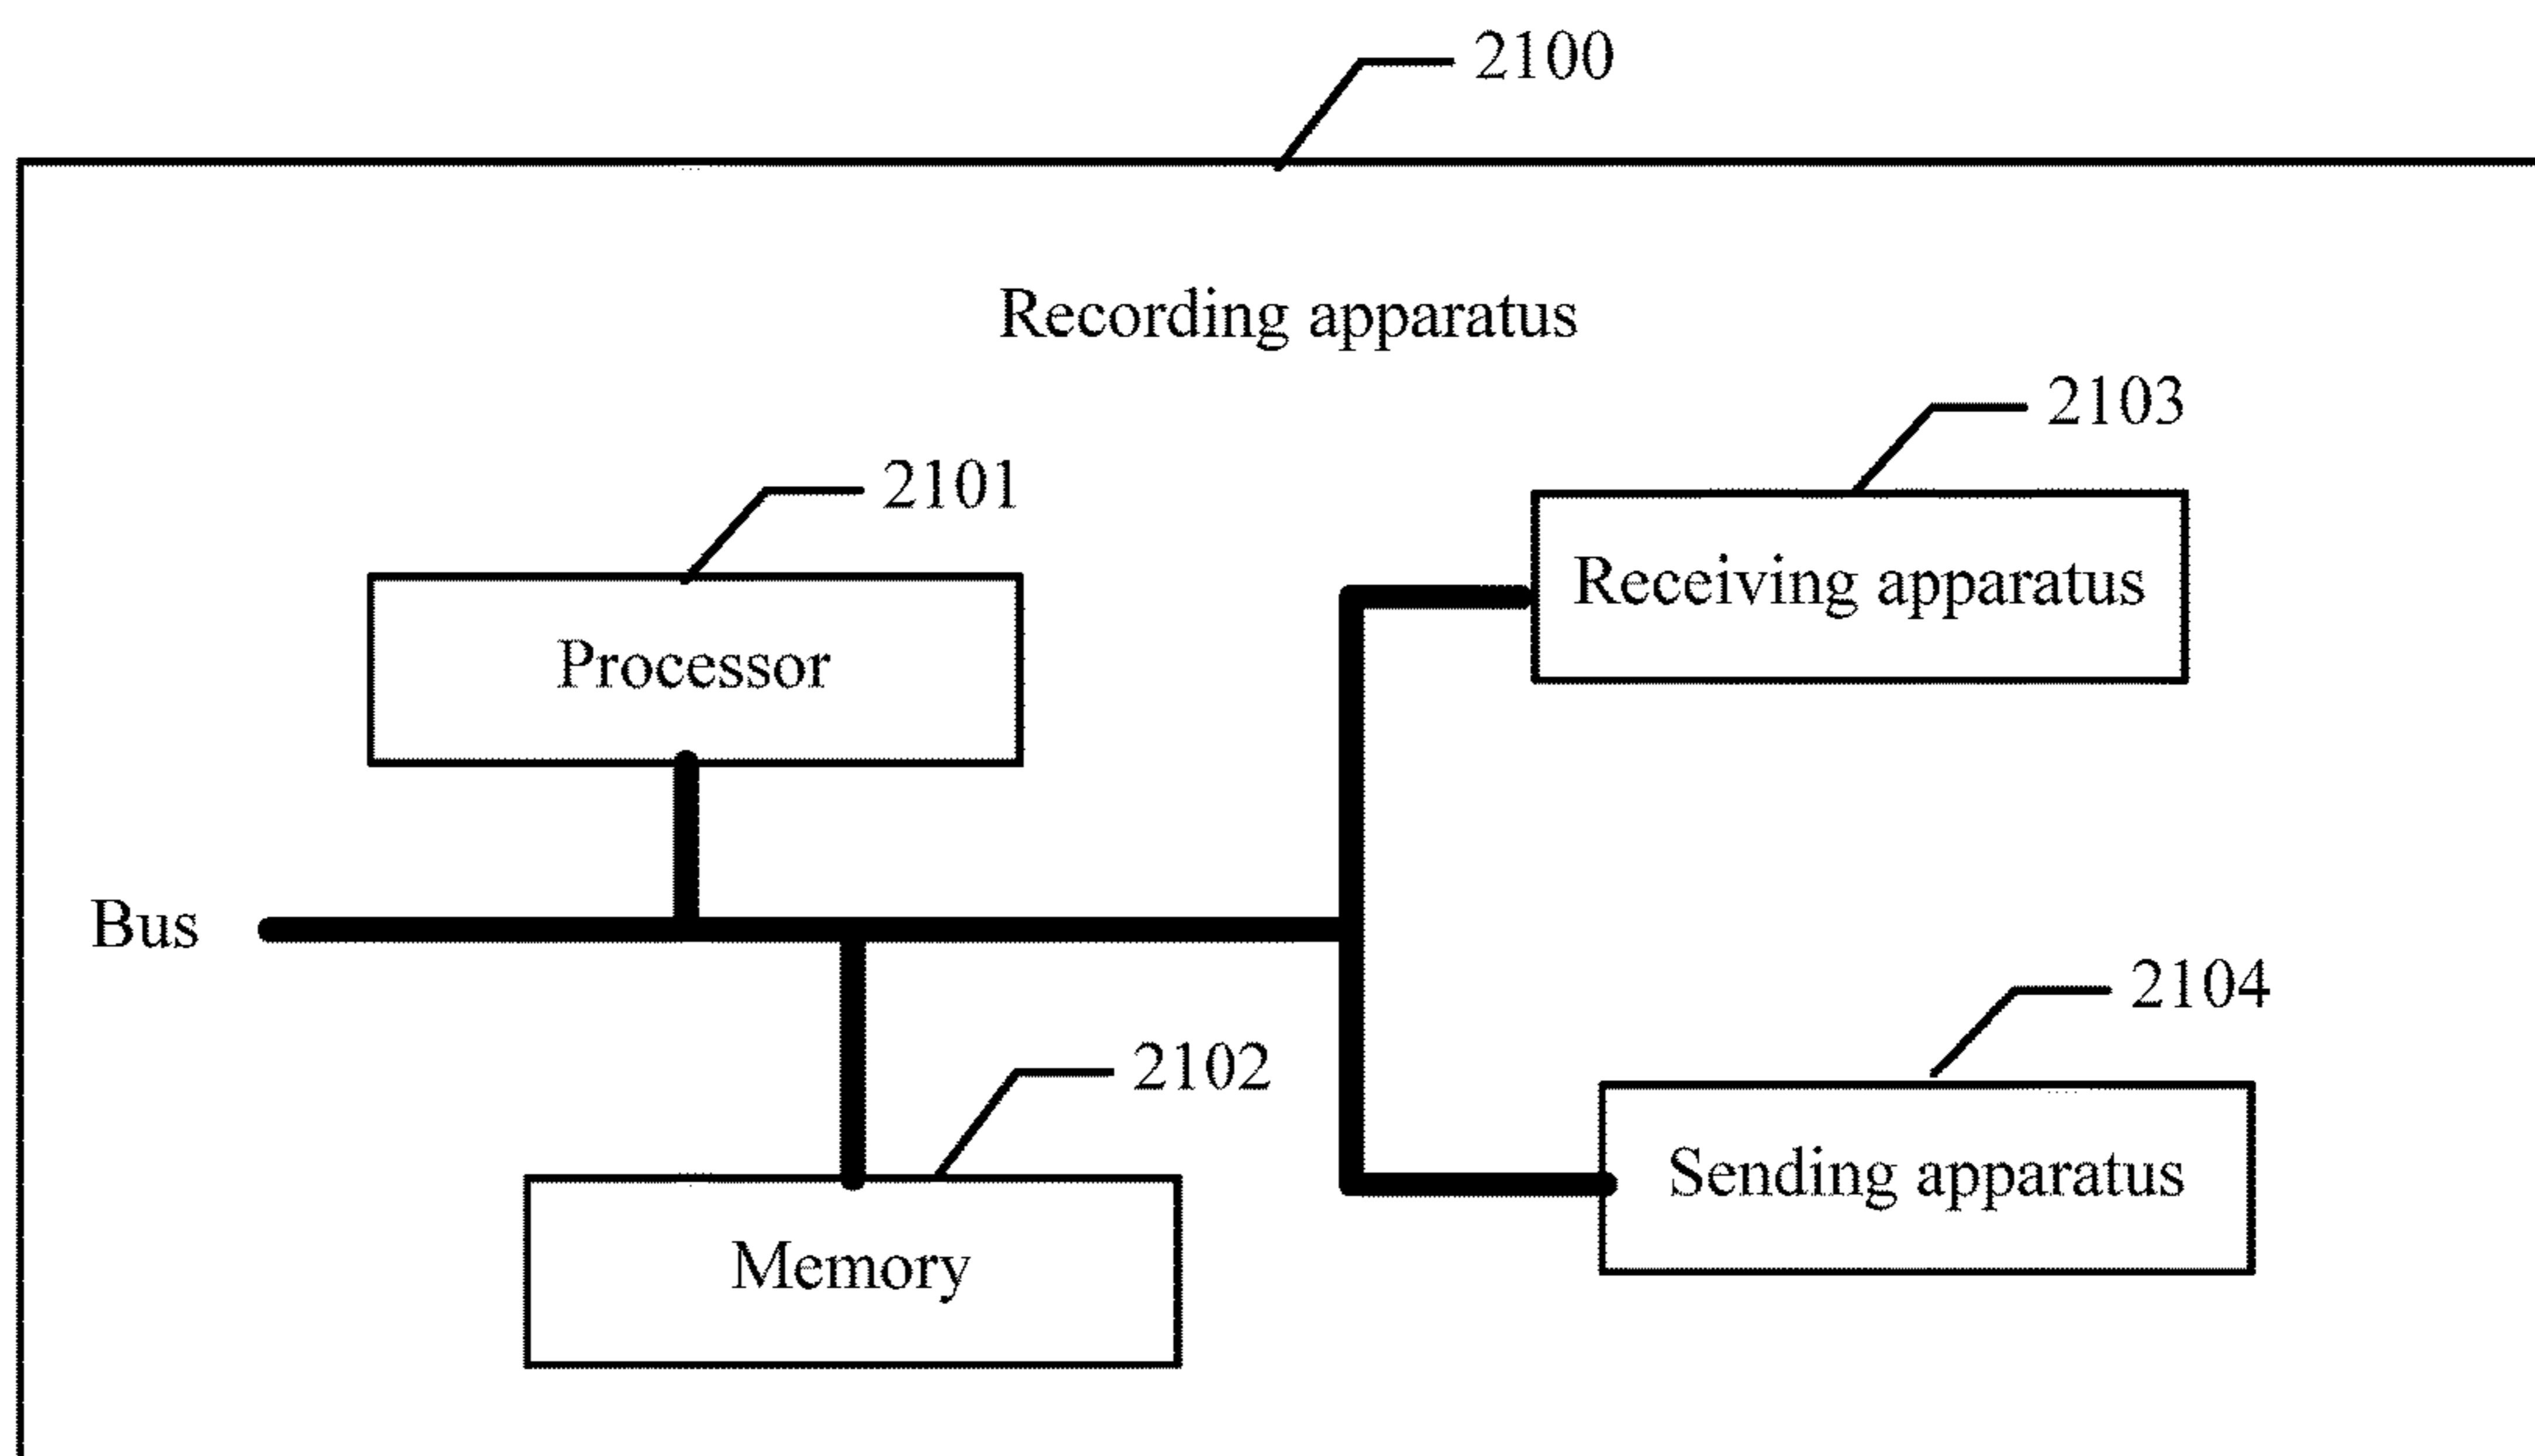 2100
Recording apparatus
2103
2101
Receiving apparatus
Processor
Bus
2104
2102
Sending apparatus
Memory